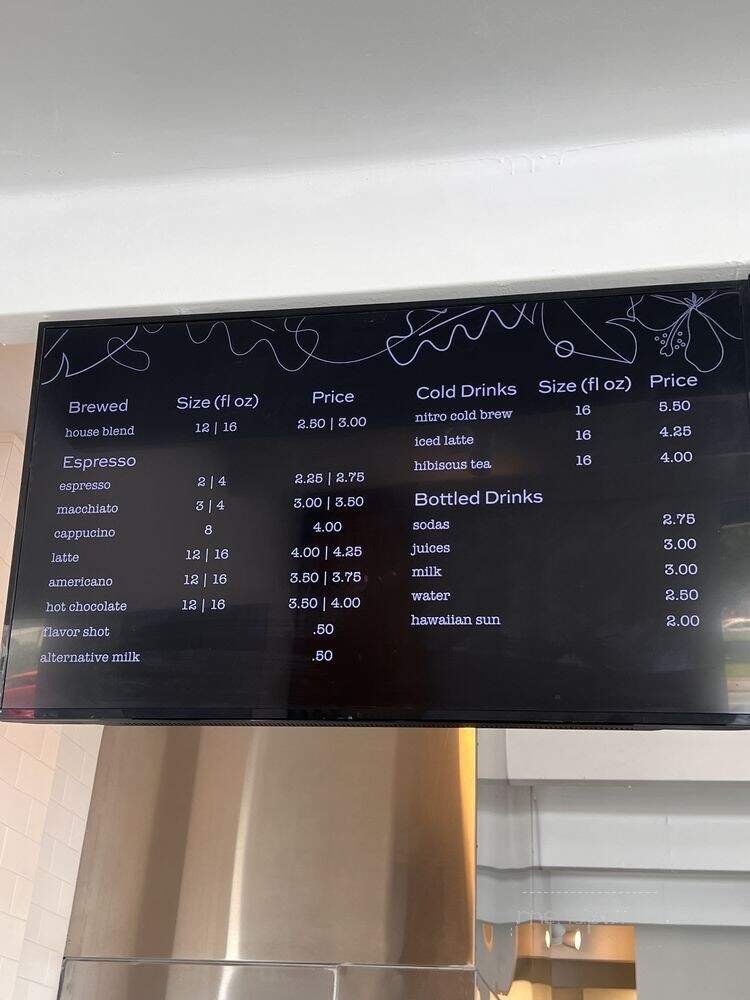 Brewed Size (fl oz) Price
house blend 12 | 16 2.50 | 3.00
Espresso
espresso 2 | 4 2.25 | 2.75
macchiato 3 | 4 3.00 | 3.50
cappucino 8 4.00
latte 12 | 16 4.00 | 4.25
americano 12 | 16 3.50 | 3.75
hot chocolate 12 | 16 3.50 | 4.00
flavor shot .50
alternative milk .50
Cold Drinks Size (fl oz) Price
nitro cold brew 16 5.50
iced latte 16 4.25
hibiscus tea 16 4.00
Bottled Drinks
sodas 2.75
juices 3.00
milk 3.00
water 2.50
hawaiian sun 2.00